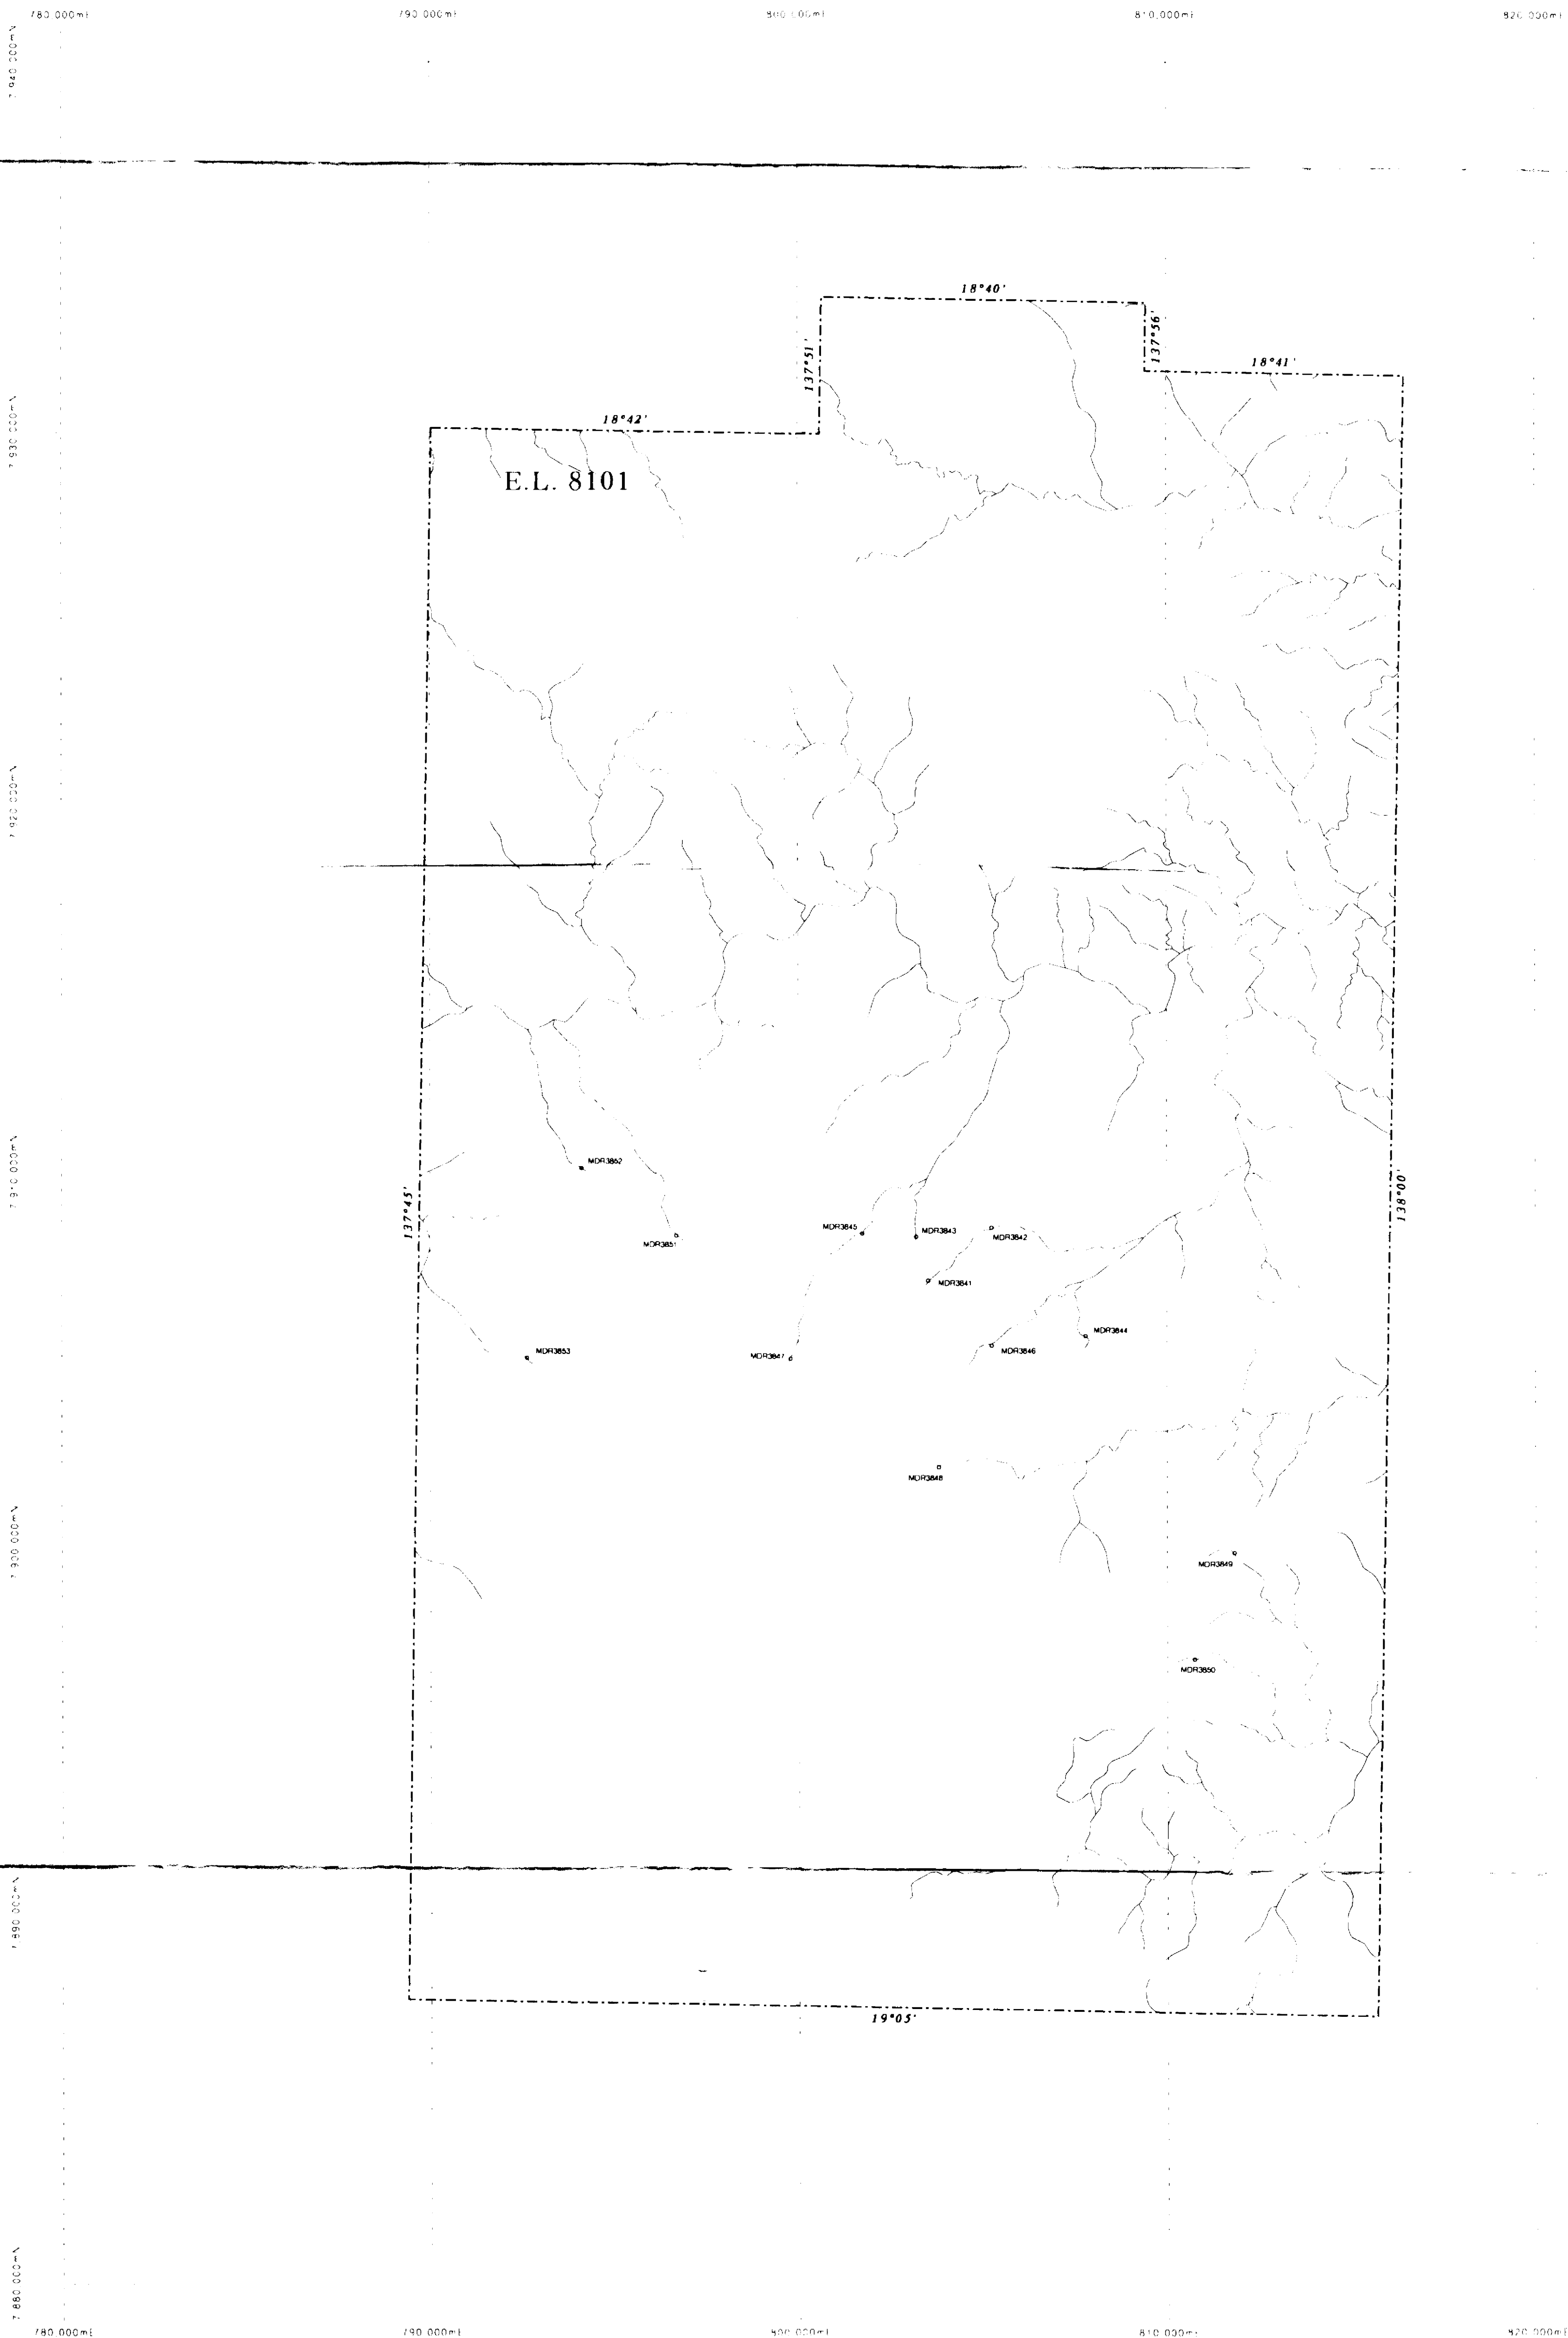 780 000mE
790 000mE
800 000mE
810,000mE
820 000mE
7 940 000mN
18°40'
137°51'
137°56'
18°41'
18°42'
7 930 000mN
E.L. 8101
7 920 000mN
7 910 000mN
MDR3852
137°45'
138°00'
MDR3845
MDR3843
MDR3842
MDR3851
MDR3841
MDR3844
MDR3853
MDR3847
MDR3846
MDR3848
7 900 000mN
MDR3849
MDR3850
7 890 000mN
19°05'
7 880 000mN
780 000mE
790 000mE
800 000mE
810 000mE
820 000mE